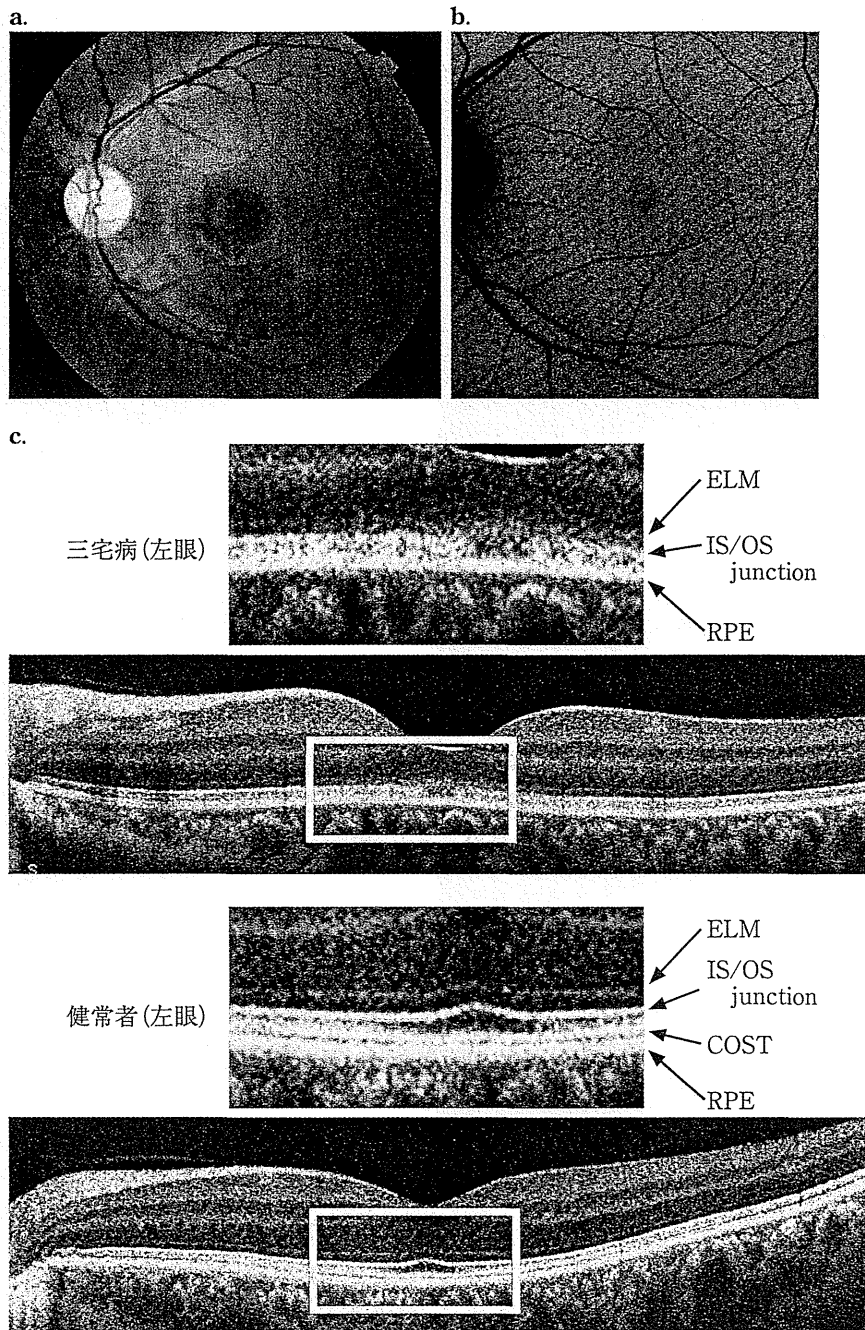 a.
b.
c.
三宅病(左眼)
ELM
IS/OS
junction
RPE
健常者(左眼)
ELM
IS/OS
junction
COST
RPE